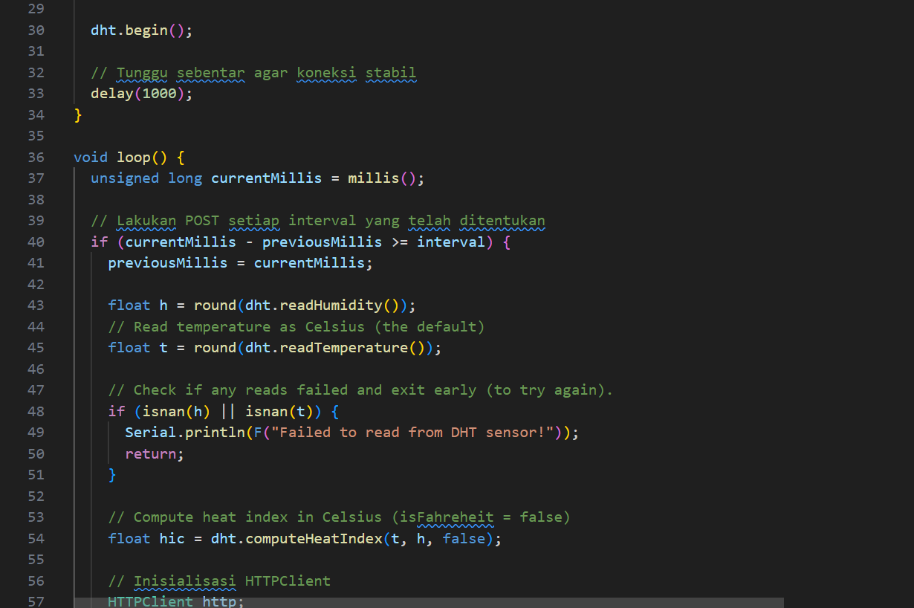 29
30 dht.begin();
31
32 // Tunggu sebentar agar koneksi stabil
33 delay(1000);
34 }
35
36 void loop() {
37 unsigned long currentMillis = millis();
38
39 // Lakukan POST setiap interval yang telah ditentukan
40 if (currentMillis - previousMillis >= interval) {
41 previousMillis = currentMillis;
42
43 float h = round(dht.readHumidity());
44 // Read temperature as Celsius (the default)
45 float t = round(dht.readTemperature());
46
47 // Check if any reads failed and exit early (to try again).
48 if (isnan(h) || isnan(t)) {
49 Serial.println(F("Failed to read from DHT sensor!"));
50 return;
51 }
52
53 // Compute heat index in Celsius (isFahreheit = false)
54 float hic = dht.computeHeatIndex(t, h, false);
55
56 // Inisialisasi HTTPClient
57 HTTPClient http;